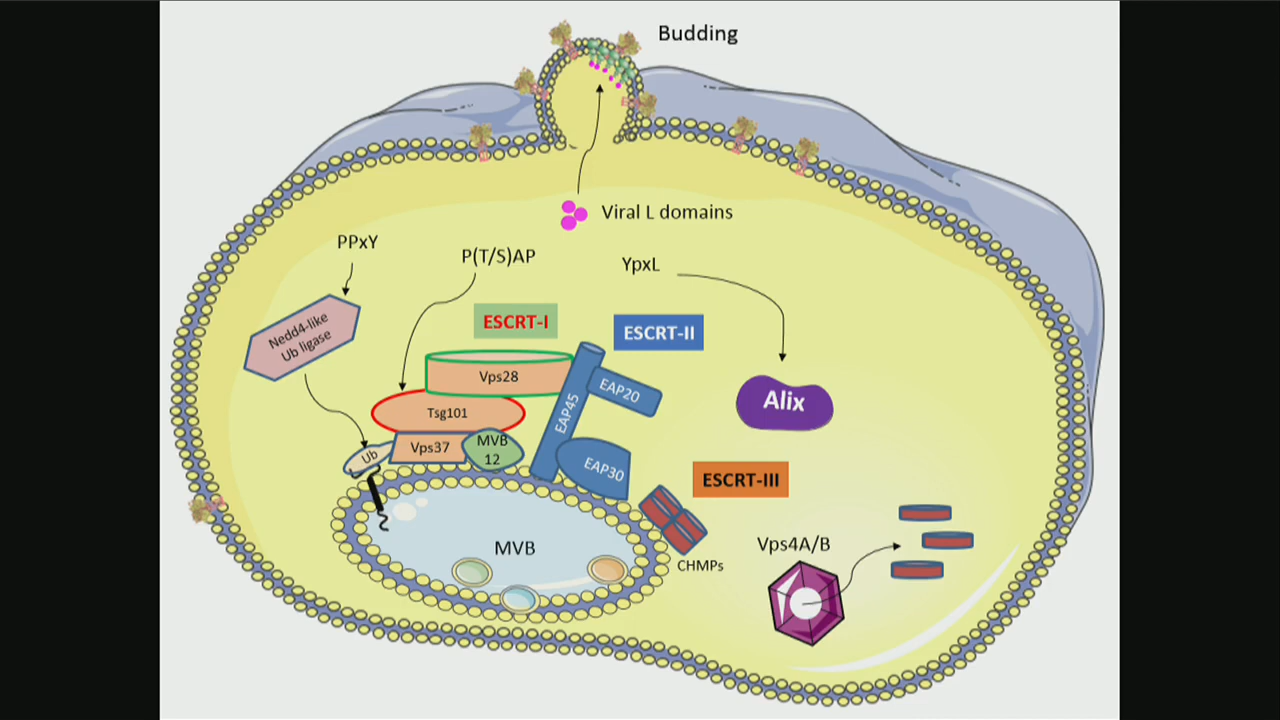 Budding
Viral L domains
PPxY
P(T/S)AP
YpxL
Nedd4-like
Ub ligase
ESCRT-I
ESCRT-II
Vps28
EAP20
EAP45
Alix
Tsg101
Vps37
MVB
12
Ub
EAP30
ESCRT-III
MVB
CHMPs
Vps4A/B